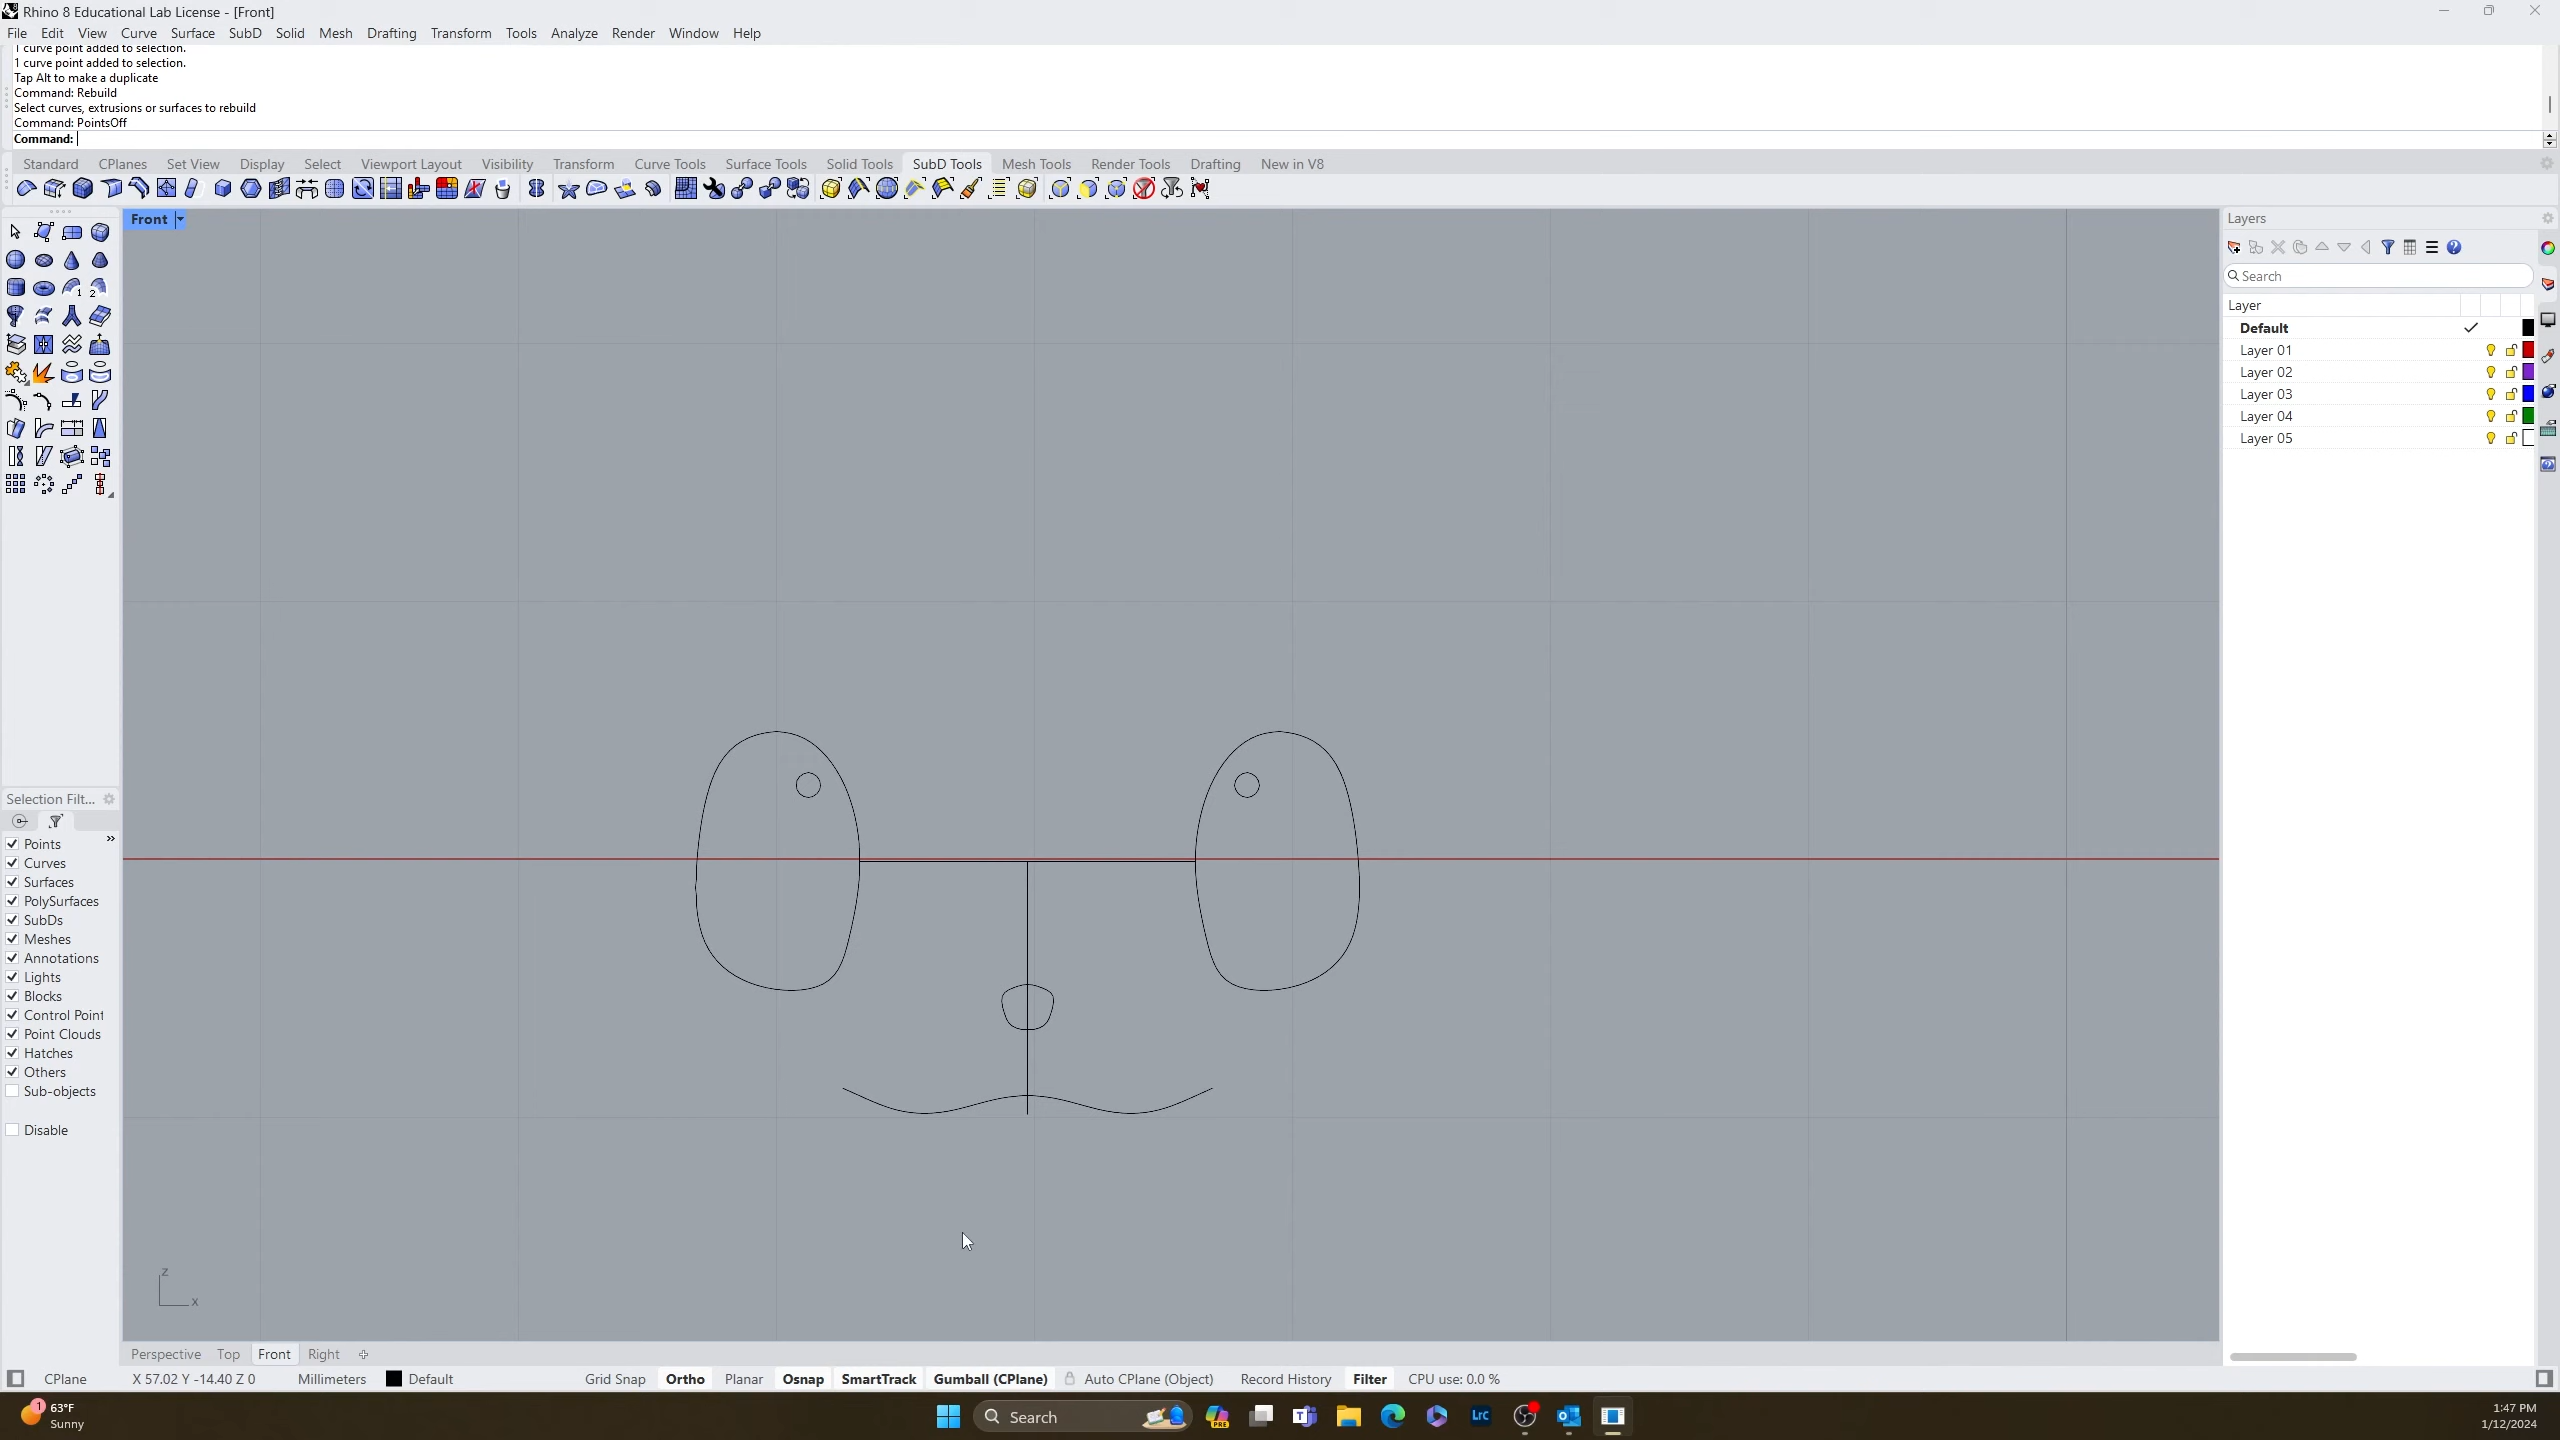 Rhino 8 Educational Lab License - [Front]
File Edit View Curve Surface SubD Solid Mesh Drafting Transform Tools Analyze Render Window Help
1 curve point added to selection.
1 curve point added to selection.
Tap Alt to make a duplicate
Command: Rebuild
Select curves, extrusions or surfaces to rebuild
Command: PointsOff
Command:
Standard CPlanes Set View Display Select Viewport Layout Visibility Transform Curve Tools Surface Tools Solid Tools SubD Tools Mesh Tools Render Tools Drafting New in V8
Front
Layers
Search
Layer
Default
Layer 01
Layer 02
Layer 03
Layer 04
Layer 05
1
2
Selection Filt...
Points
Curves
Surfaces
PolySurfaces
SubDs
Meshes
Annotations
Lights
Blocks
Control Point
Point Clouds
Hatches
Others
Sub-objects
Disable
z
x
Perspective Top Front Right
CPlane X 57.02 Y -14.40 Z 0 Millimeters Default Grid Snap Ortho Planar Osnap SmartTrack Gumball (CPlane) Auto CPlane (Object) Record History Filter CPU use: 0.0 %
1
63°F
Sunny
Search
PRE
Lrc
1:47 PM
1/12/2024